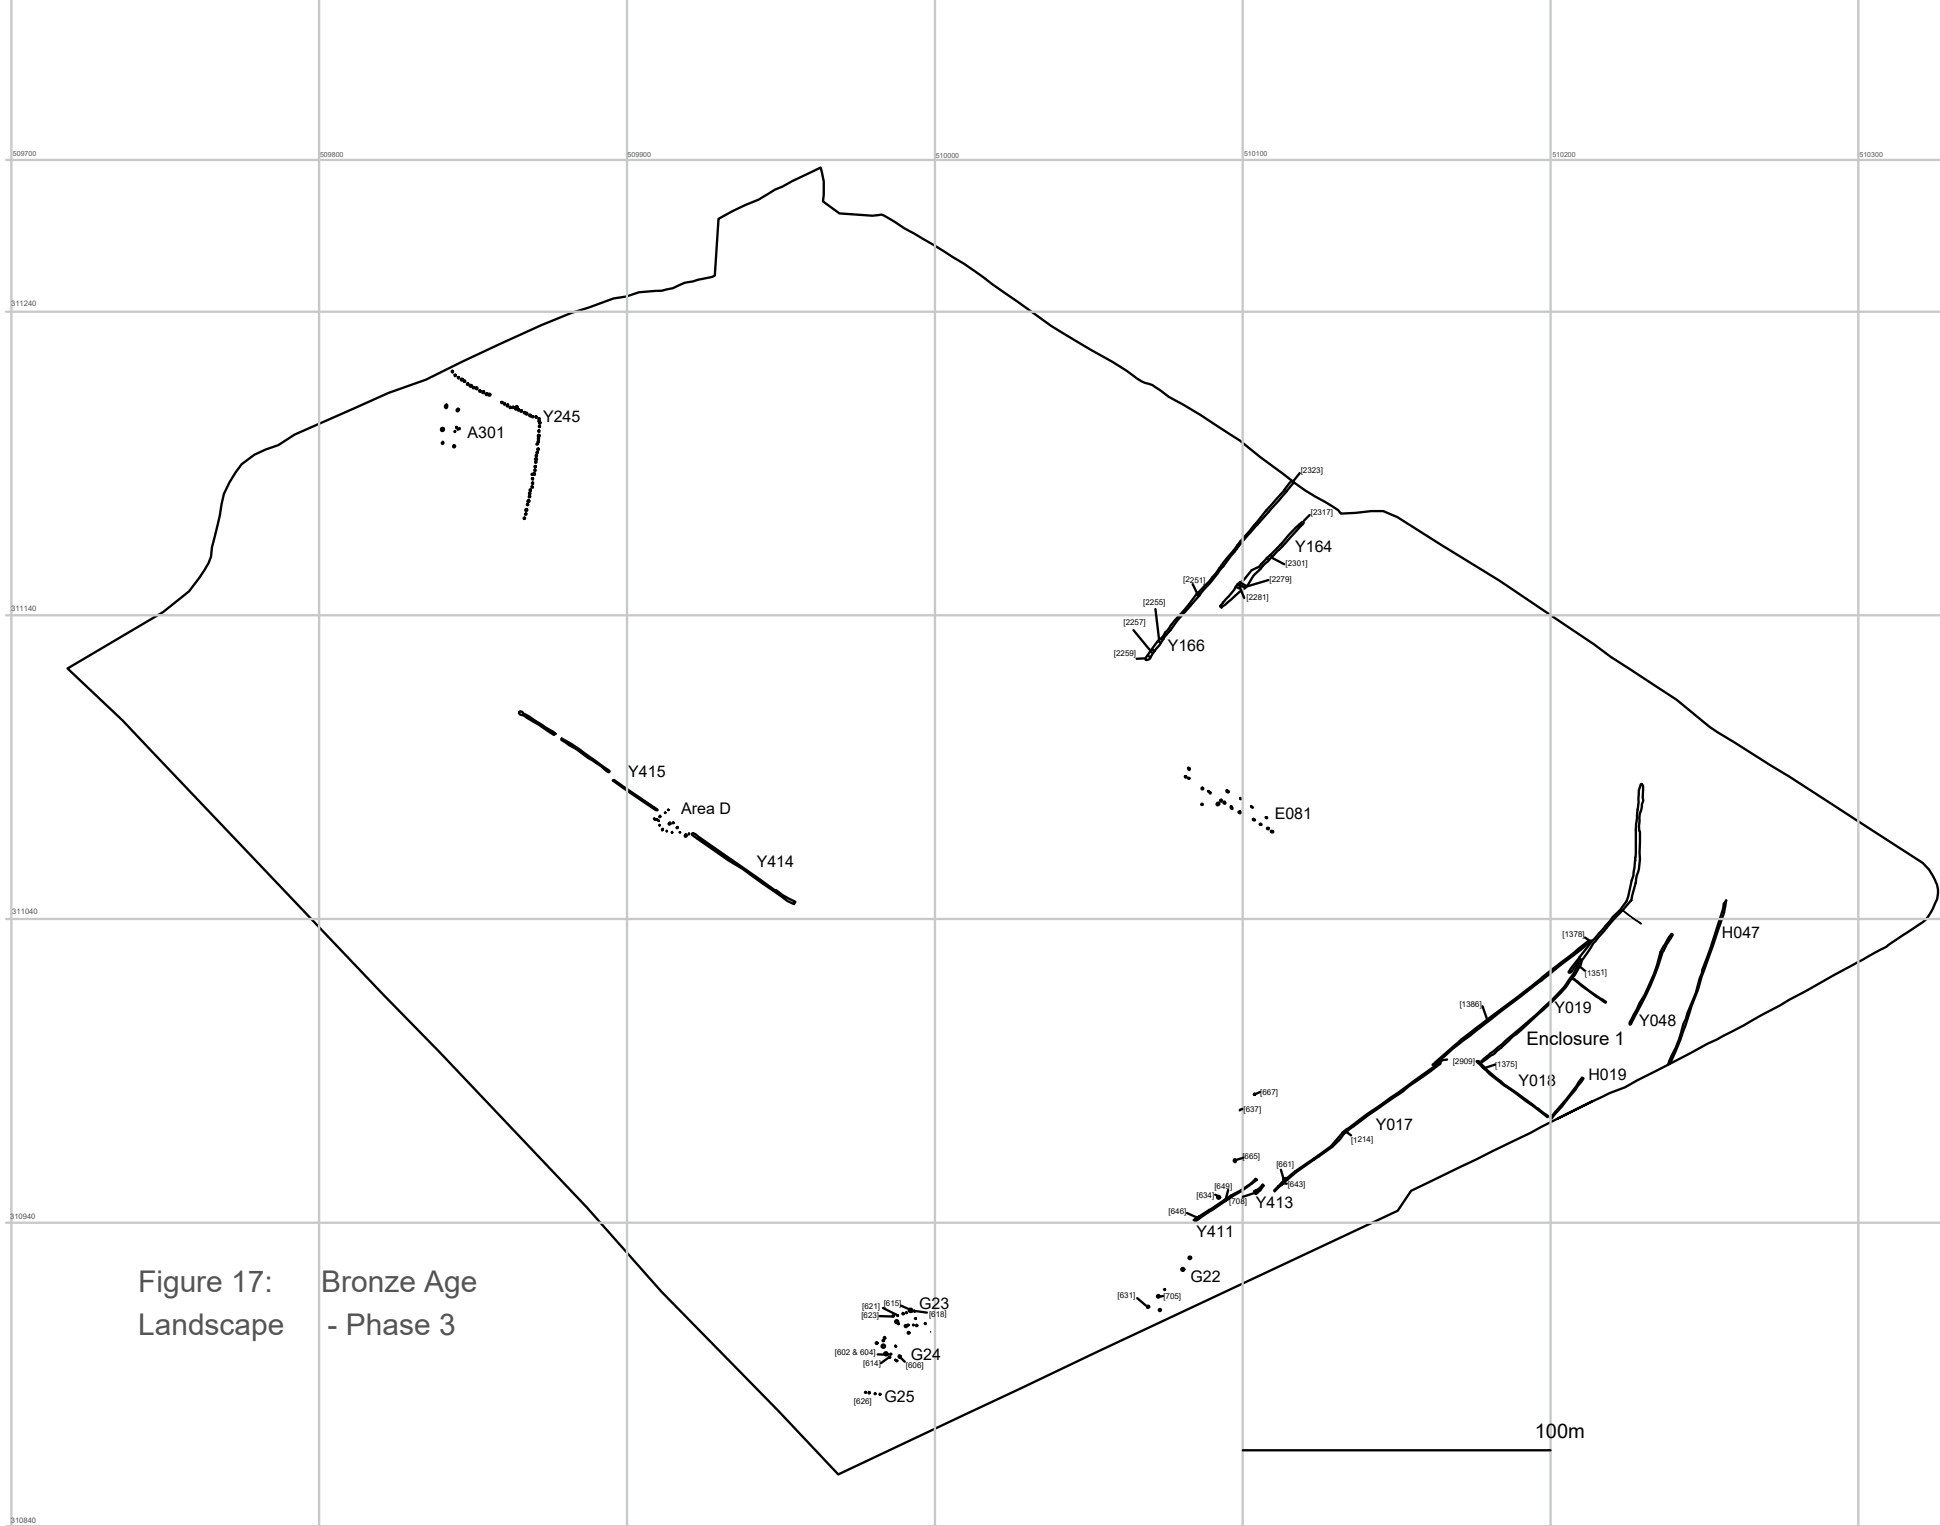 509700
509800
509900
510000
510100
510200
510300
311240
Y245
A301
[2323]
[2317]
Y164
[2301]
[2279]
[2251]
[2281]
[2255]
311140
[2257]
Y166
[2259]
Y415
Area D
E081
Y414
311040
H047
[1378]
[1351]
[1386]
Y019
Y048
Enclosure 1
[2909]
[1375]
Y018
H019
[667]
[637]
Y017
[1214]
[665]
[661]
[649]
[643]
[634]
[708]
Y413
[646]
310940
Y411
G22
Figure 17: Bronze Age
Landscape - Phase 3
[631]
[705]
[621]
[615]
G23
[623]
[618]
[602 & 604]
G24
[614]
[606]
[626]
G25
100m
310840